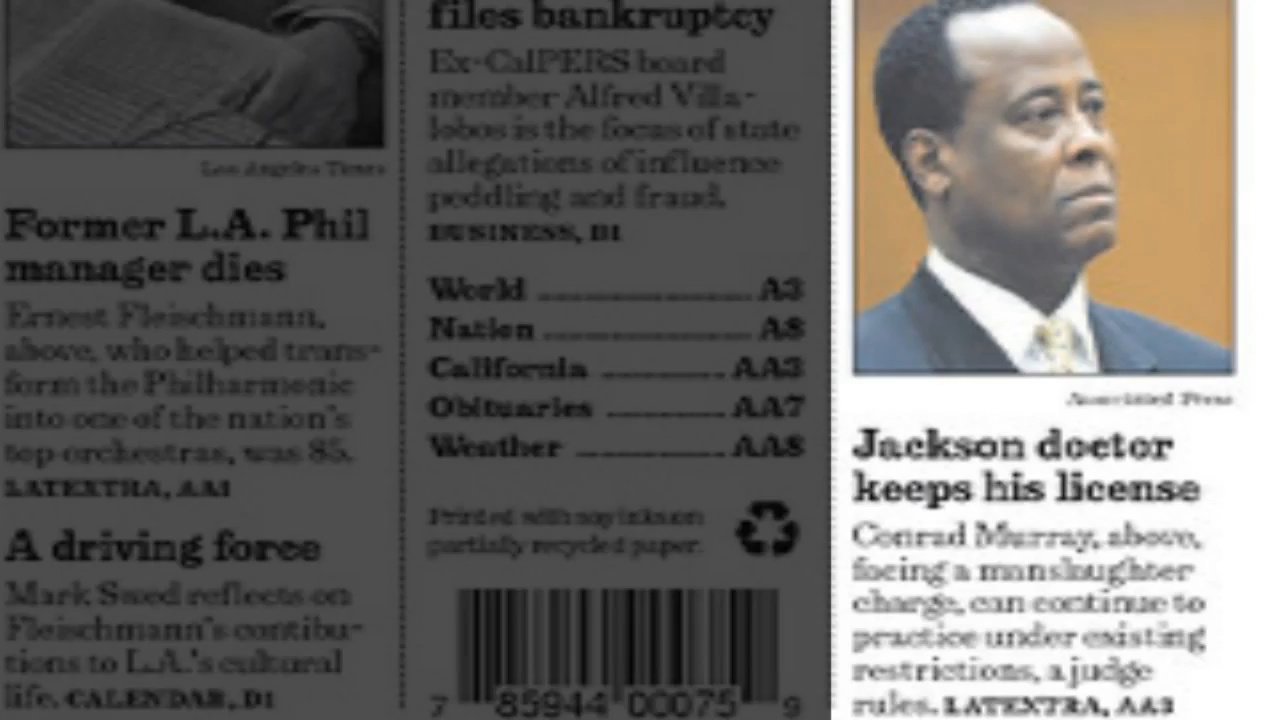 Los Angeles Times
Former L.A. Phil
manager dies
Ernest Fleischmann,
above, who helped trans-
form the Philharmonic
into one of the nation's
top orchestras, was 85.
LATEXTRA, AA1
A driving force
Mark Swed reflects on
Fleischmann's contibu-
tions to L.A.'s cultural
life. CALENDAR, D1
files bankruptcy
Ex-CalPERS board
member Alfred Villa-
lobos is the focus of state
allegations of influence
peddling and fraud.
BUSINESS, B1
World ........ A3
Nation ........ A8
California ........ AA3
Obituaries ........ AA7
Weather ........ AA8
Printed with soy inks on
partially recycled paper.
7 85944 00075 9
Associated Press
Jackson doctor
keeps his license
Conrad Murray, above,
facing a manslaughter
charge, can continue to
practice under existing
restrictions, a judge
rules. LATEXTRA, AA3